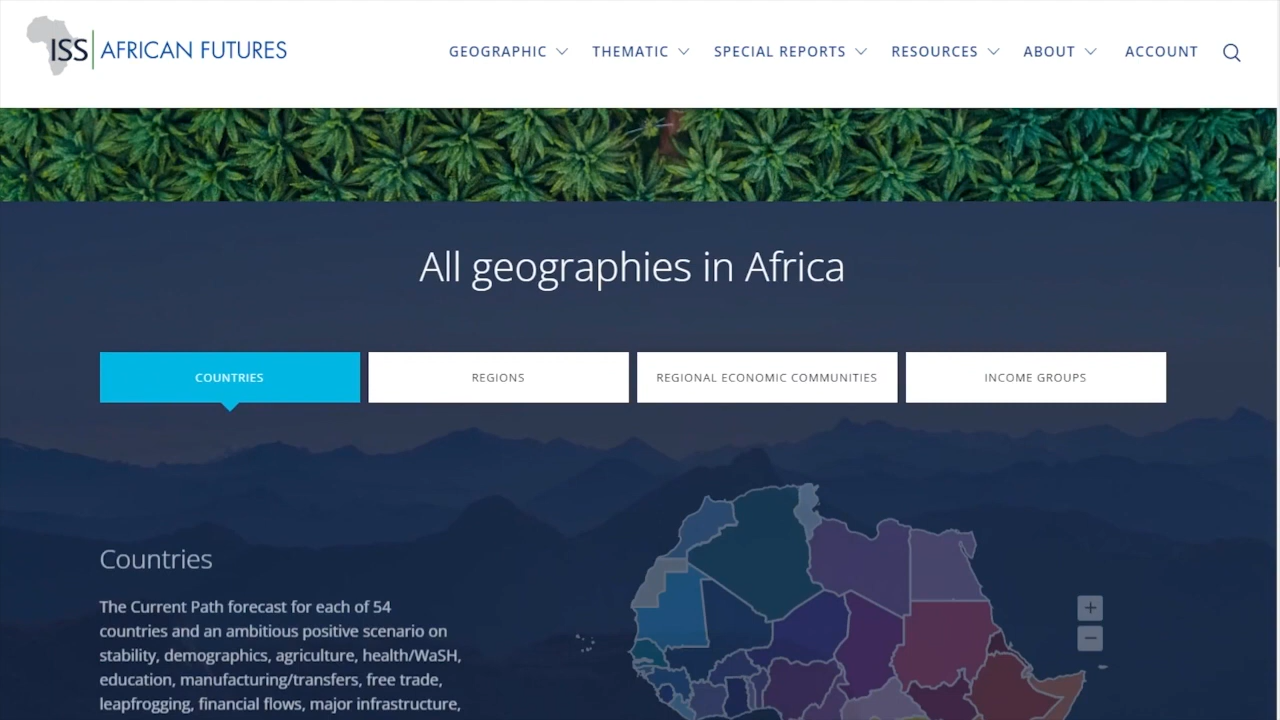 ISS AFRICAN FUTURES
GEOGRAPHIC THEMATIC SPECIAL REPORTS RESOURCES ABOUT ACCOUNT
All geographies in Africa
COUNTRIES REGIONS REGIONAL ECONOMIC COMMUNITIES INCOME GROUPS
Countries
The Current Path forecast for each of 54
countries and an ambitious positive scenario on
stability, demographics, agriculture, health/WaSH,
education, manufacturing/transfers, free trade,
leapfrogging, financial flows, major infrastructure,
+
−